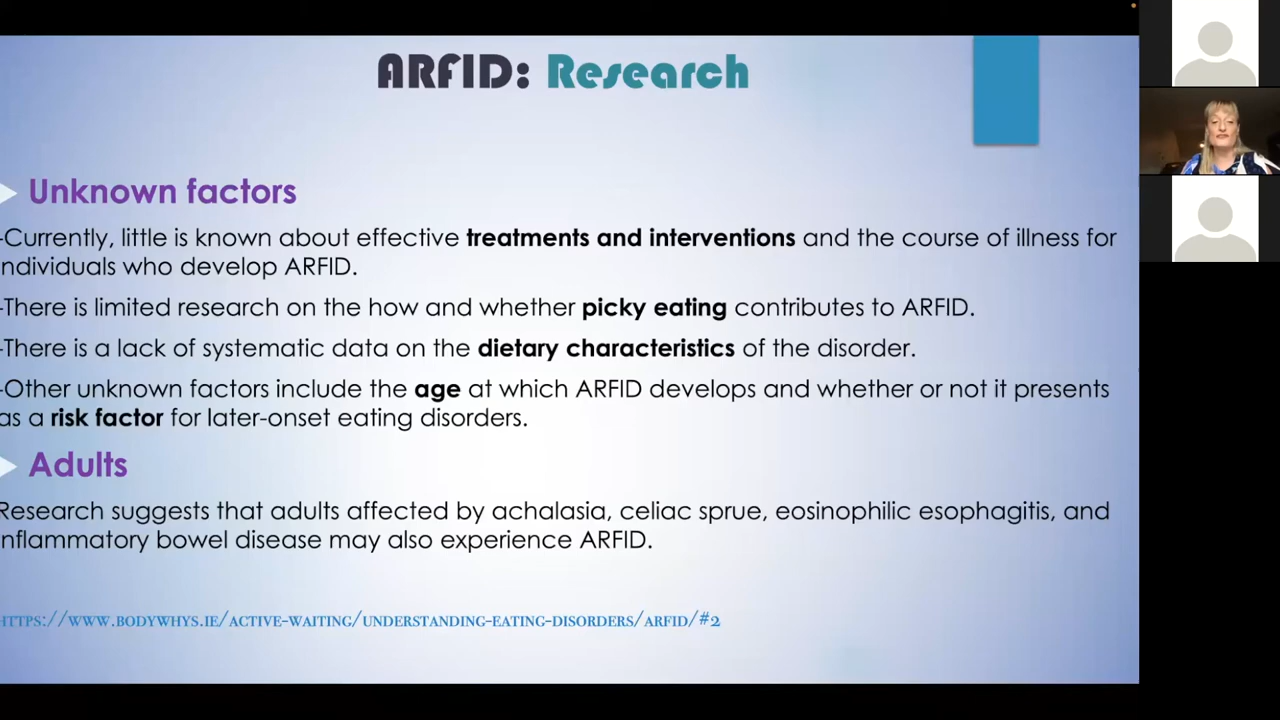 ARFID: Research
Unknown factors
-Currently, little is known about effective treatments and interventions and the course of illness for
ndividuals who develop ARFID.
-There is limited research on the how and whether picky eating contributes to ARFID.
-There is a lack of systematic data on the dietary characteristics of the disorder.
-Other unknown factors include the age at which ARFID develops and whether or not it presents
as a risk factor for later-onset eating disorders.
Adults
Research suggests that adults affected by achalasia, celiac sprue, eosinophilic esophagitis, and
nflammatory bowel disease may also experience ARFID.
HTTPS://WWW.BODYWHYS.IE/ACTIVE-WAITING/UNDERSTANDING-EATING-DISORDERS/ARFID/#2